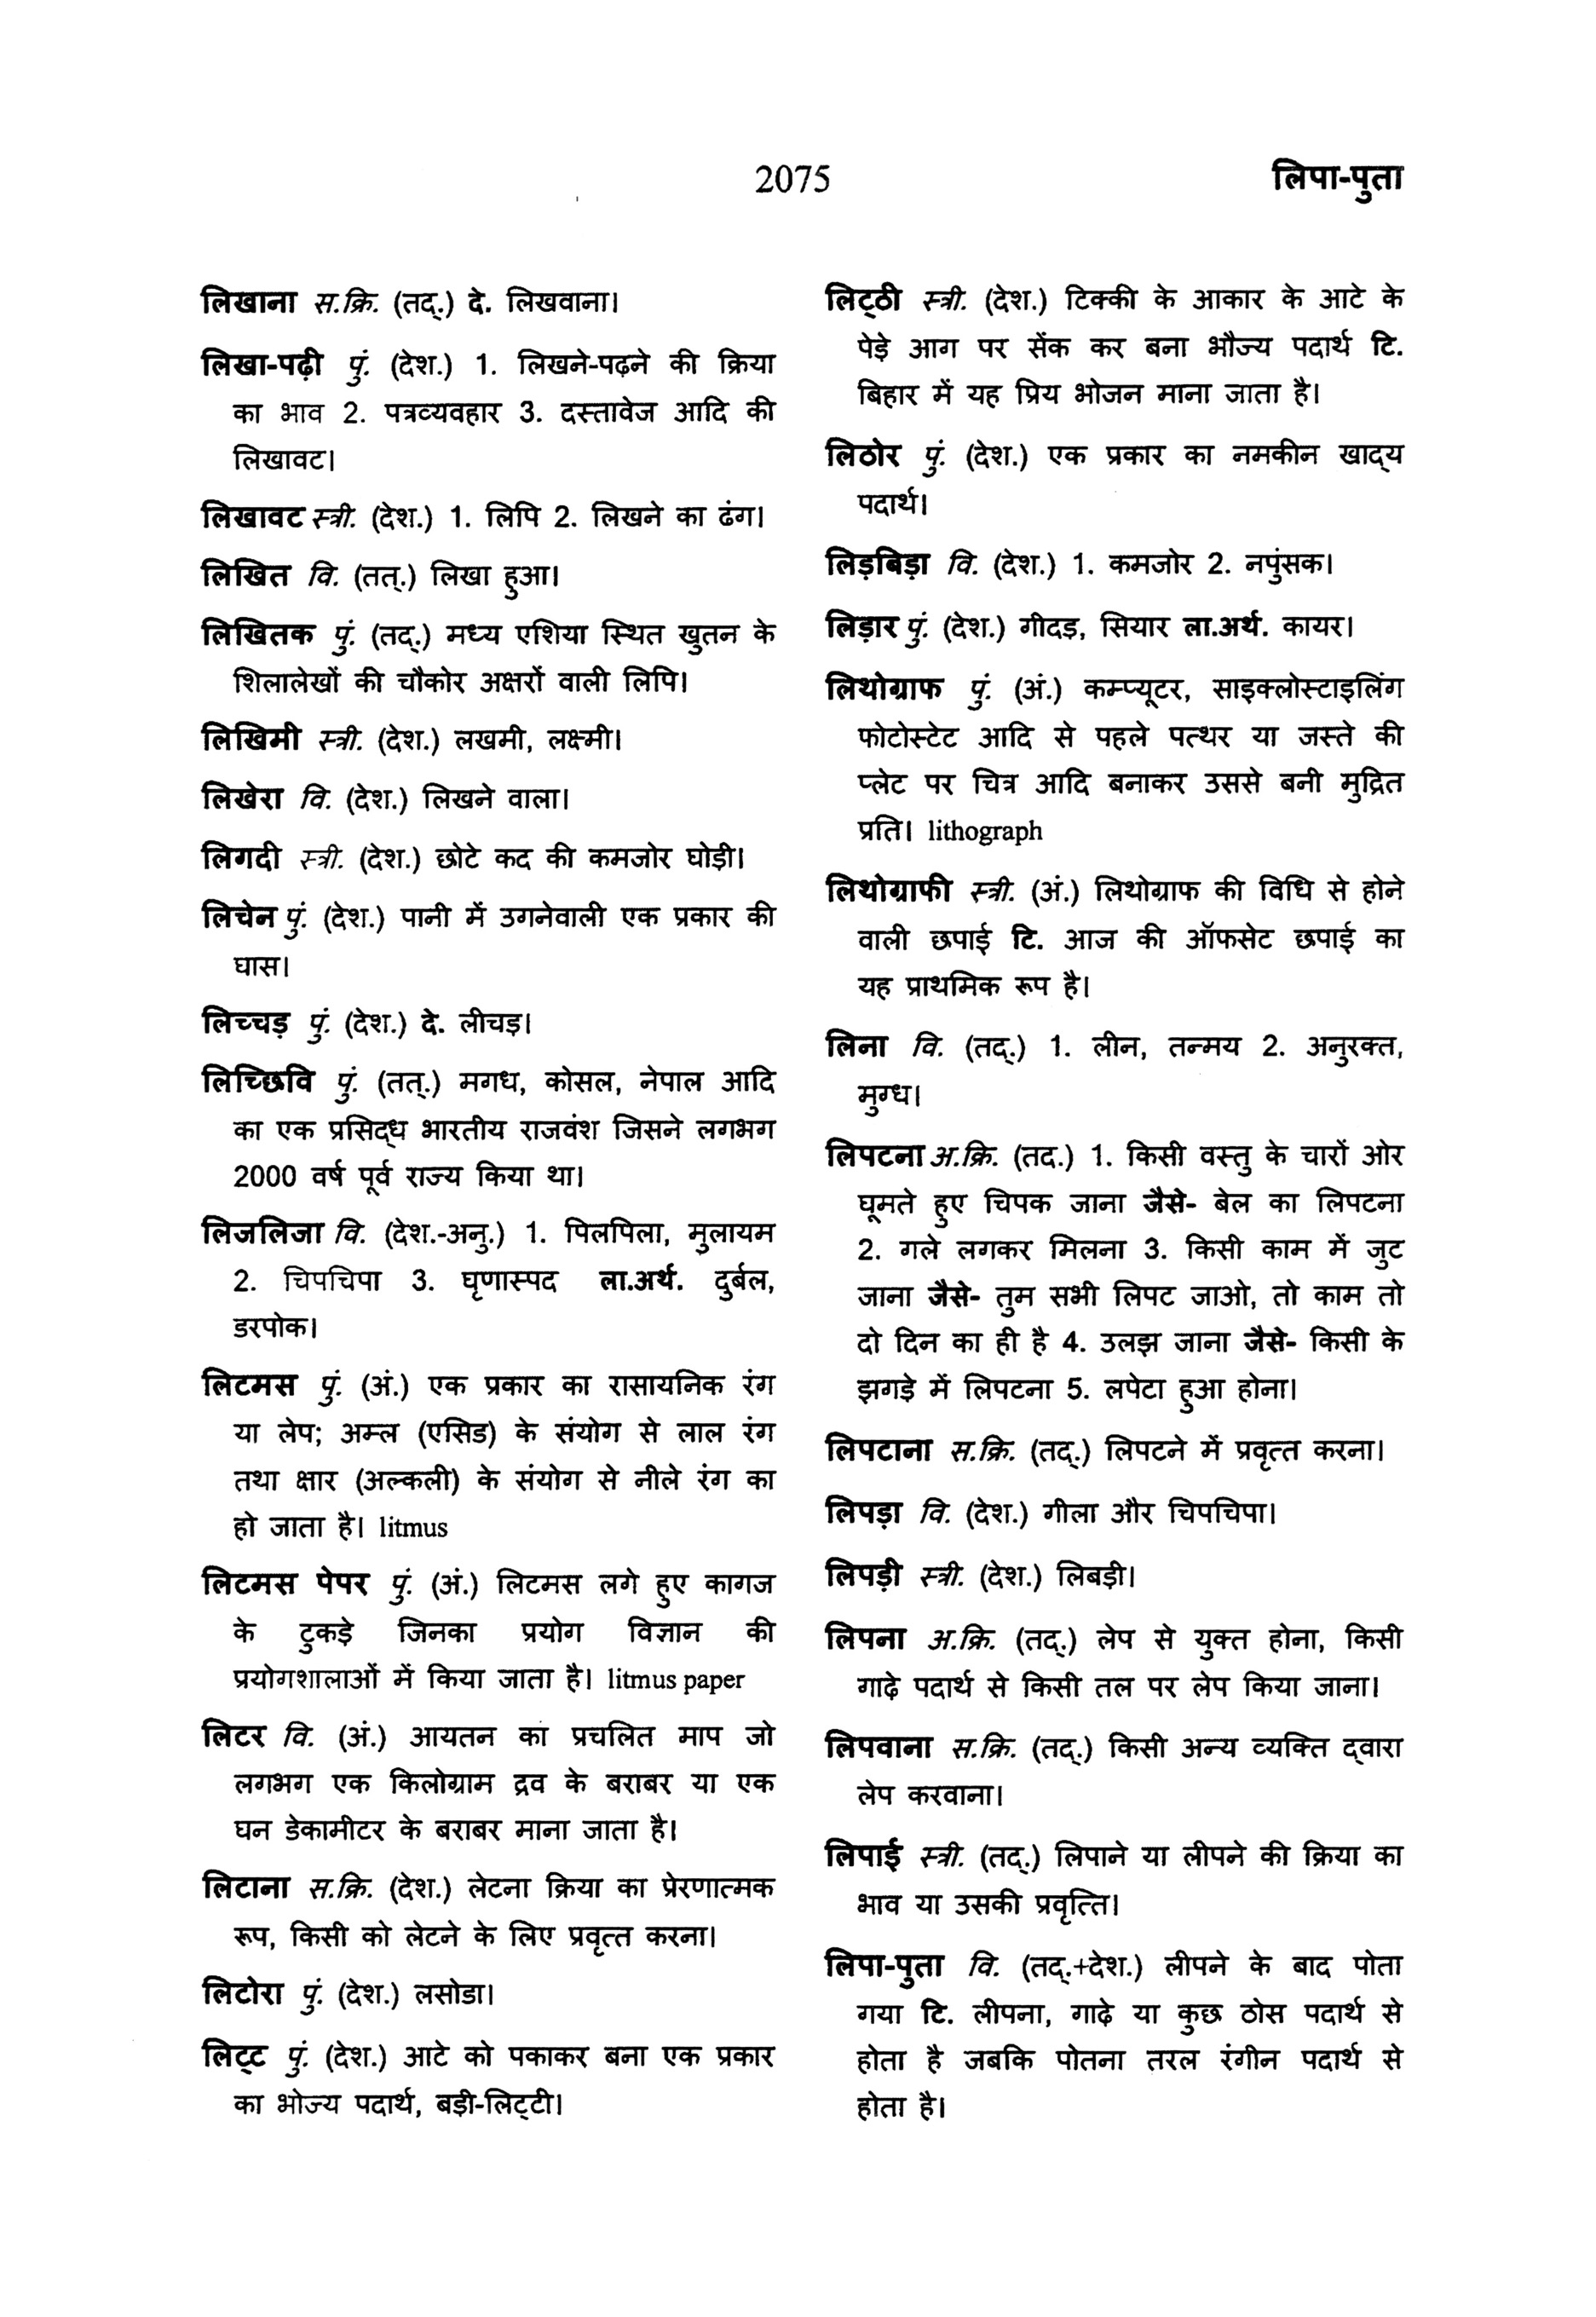 2075
लिपा-पुता
लिखाना स.क्रि. (तद्.) दे. लिखवाना।
लिखा-पढ़ी पुं. (देश.) 1. लिखने-पढ़ने की क्रिया
का भाव 2. पत्रव्यवहार 3. दस्तावेज आदि की
लिखावट।
लिखावट स्त्री. (देश.) 1. लिपि 2. लिखने का ढंग।
लिखित वि. (तत्.) लिखा हुआ।
लिखितक पुं. (तद्.) मध्य एशिया स्थित खुतन के
शिलालेखों की चौकोर अक्षरों वाली लिपि।
लिखिमी स्त्री. (देश.) लखमी, लक्ष्मी।
लिखेरा वि. (देश.) लिखने वाला।
लिगदी स्त्री. (देश.) छोटे कद की कमजोर घोड़ी।
लिचेन पुं. (देश.) पानी में उगनेवाली एक प्रकार की
घास।
लिच्चड़ पुं. (देश.) दे. लीचड़।
लिच्छिवि पुं. (तत्.) मगध, कोसल, नेपाल आदि
का एक प्रसिद्ध भारतीय राजवंश जिसने लगभग
2000 वर्ष पूर्व राज्य किया था।
लिजलिजा वि. (देश.-अनु.) 1. पिलपिला, मुलायम
2. चिपचिपा 3. घृणास्पद ला.अर्थ. दुर्बल,
डरपोक।
लिटमस पुं. (अं.) एक प्रकार का रासायनिक रंग
या लेप; अम्ल (एसिड) के संयोग से लाल रंग
तथा क्षार (अल्कली) के संयोग से नीले रंग का
हो जाता है। litmus
लिटमस पेपर पुं. (अं.) लिटमस लगे हुए कागज
के टुकड़े जिनका प्रयोग विज्ञान की
प्रयोगशालाओं में किया जाता है। litmus paper
लिटर वि. (अं.) आयतन का प्रचलित माप जो
लगभग एक किलोग्राम द्रव के बराबर या एक
घन डेकामीटर के बराबर माना जाता है।
लिटाना स.क्रि. (देश.) लेटना क्रिया का प्रेरणात्मक
रूप, किसी को लेटने के लिए प्रवृत्त करना।
लिटोरा पुं. (देश.) लसोडा।
लिट्ट पुं. (देश.) आटे को पकाकर बना एक प्रकार
का भोज्य पदार्थ, बड़ी-लिट्टी।
लिट्ठी स्त्री. (देश.) टिक्की के आकार के आटे के
पेड़े आग पर सेंक कर बना भौज्य पदार्थ टि.
बिहार में यह प्रिय भोजन माना जाता है।
लिठोर पुं. (देश.) एक प्रकार का नमकीन खाद्य
पदार्थ।
लिड़बिड़ा वि. (देश.) 1. कमजोर 2. नपुंसक।
लिड़ार पुं. (देश.) गीदड़, सियार ला.अर्थ. कायर।
लिथोग्राफ पुं. (अं.) कम्प्यूटर, साइक्लोस्टाइलिंग
फोटोस्टेट आदि से पहले पत्थर या जस्ते की
प्लेट पर चित्र आदि बनाकर उससे बनी मुद्रित
प्रति। lithograph
लिथोग्राफी स्त्री. (अं.) लिथोग्राफ की विधि से होने
वाली छपाई टि. आज की ऑफसेट छपाई का
यह प्राथमिक रूप है।
लिना वि. (तद्.) 1. लीन, तन्मय 2. अनुरक्त,
मुग्ध।
लिपटना अ.क्रि. (तद.) 1. किसी वस्तु के चारों ओर
घूमते हुए चिपक जाना जैसे- बेल का लिपटना
2. गले लगकर मिलना 3. किसी काम में जुट
जाना जैसे- तुम सभी लिपट जाओ, तो काम तो
दो दिन का ही है 4. उलझ जाना जैसे- किसी के
झगड़े में लिपटना 5. लपेटा हुआ होना।
लिपटाना स.क्रि. (तद्.) लिपटने में प्रवृत्त करना।
लिपड़ा वि. (देश.) गीला और चिपचिपा।
लिपड़ी स्त्री. (देश.) लिबड़ी।
लिपना अ.क्रि. (तद्.) लेप से युक्त होना, किसी
गाढ़े पदार्थ से किसी तल पर लेप किया जाना।
लिपवाना स.क्रि. (तद्.) किसी अन्य व्यक्ति द्वारा
लेप करवाना।
लिपाई स्त्री. (तद्.) लिपाने या लीपने की क्रिया का
भाव या उसकी प्रवृत्ति।
लिपा-पुता वि. (तद्.+देश.) लीपने के बाद पोता
गया टि. लीपना, गाढ़े या कुछ ठोस पदार्थ से
होता है जबकि पोतना तरल रंगीन पदार्थ से
होता है।